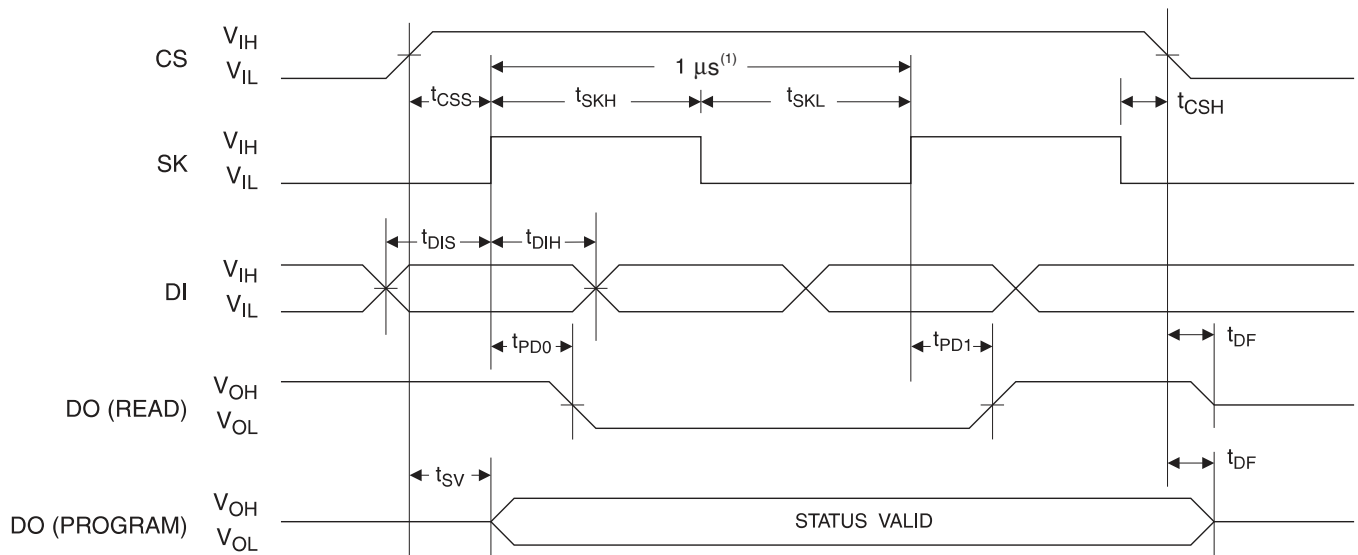 CS
V_IH
V_IL
1 μs(1)
t_CSS
t_SKH
t_SKL
t_CSH
SK
V_IH
V_IL
t_DIS
t_DIH
DI
V_IH
V_IL
t_PD0
t_PD1
t_DF
DO (READ)
V_OH
V_OL
t_SV
t_DF
DO (PROGRAM)
V_OH
V_OL
STATUS VALID